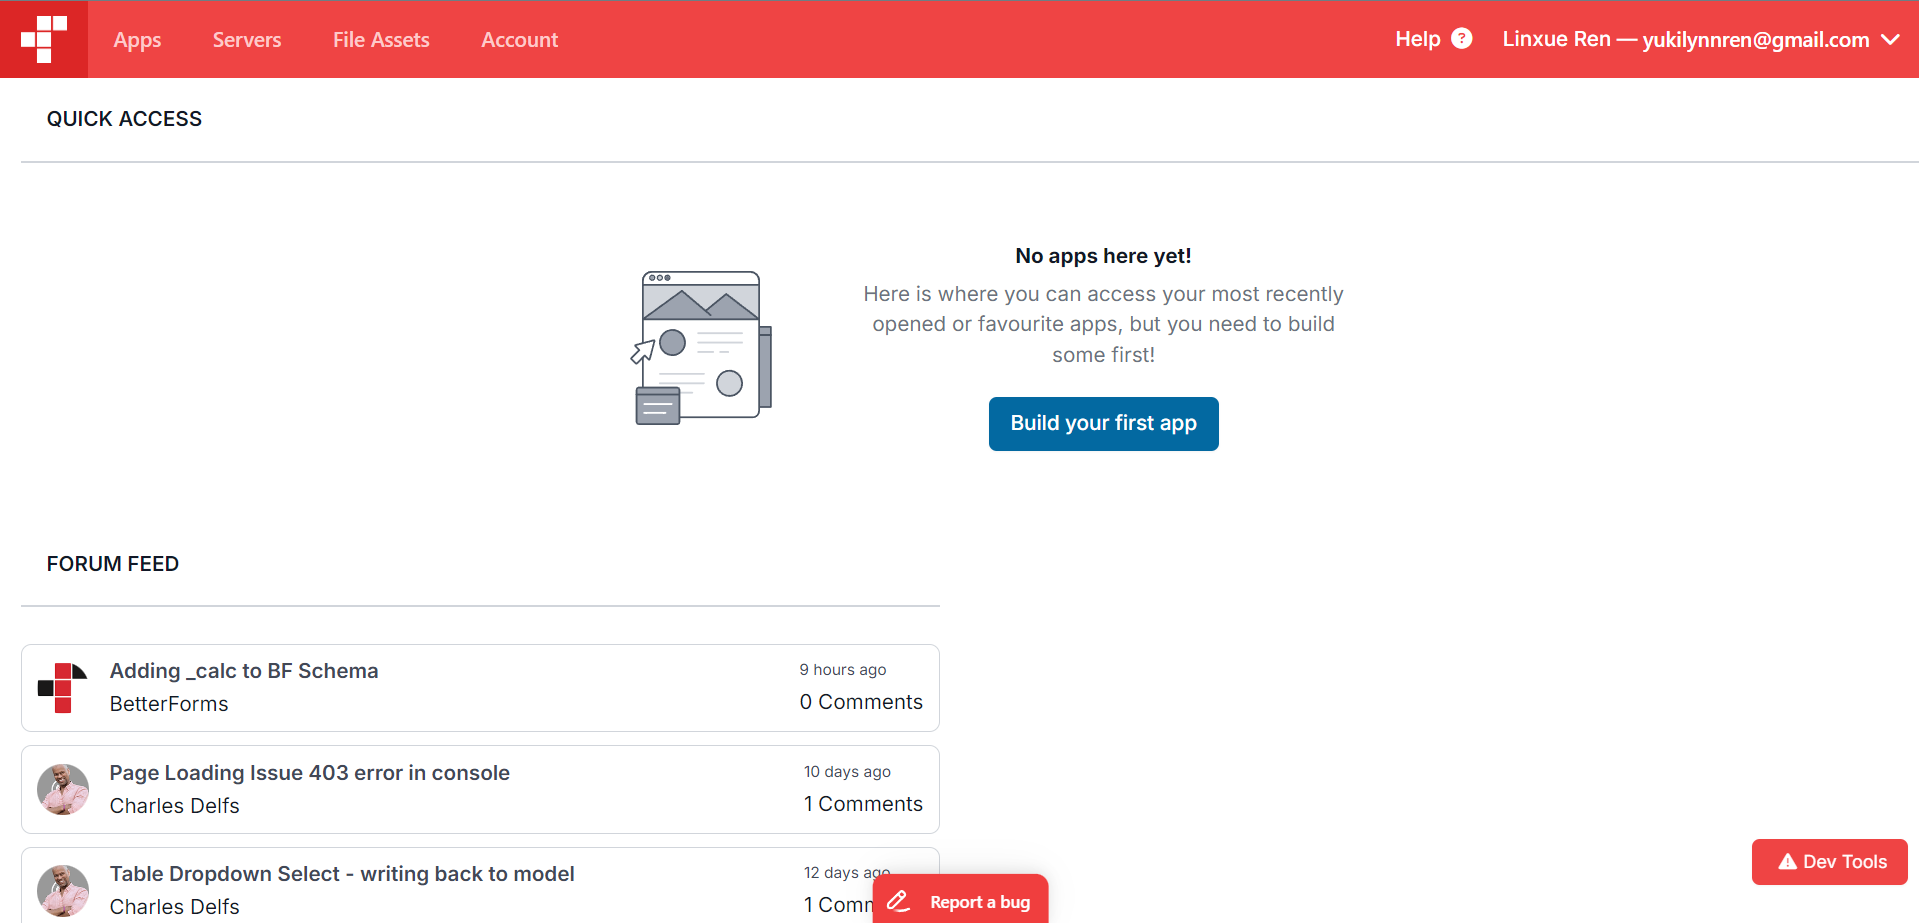 Apps Servers File Assets Account Help ? Linxue Ren — yukilynnren@gmail.com
QUICK ACCESS
No apps here yet!
Here is where you can access your most recently
opened or favourite apps, but you need to build
some first!
Build your first app
FORUM FEED
Adding _calc to BF Schema 9 hours ago
BetterForms 0 Comments
Page Loading Issue 403 error in console 10 days ago
Charles Delfs 1 Comments
Table Dropdown Select - writing back to model 12 days ago
Charles Delfs 1
Report a bug
Dev Tools